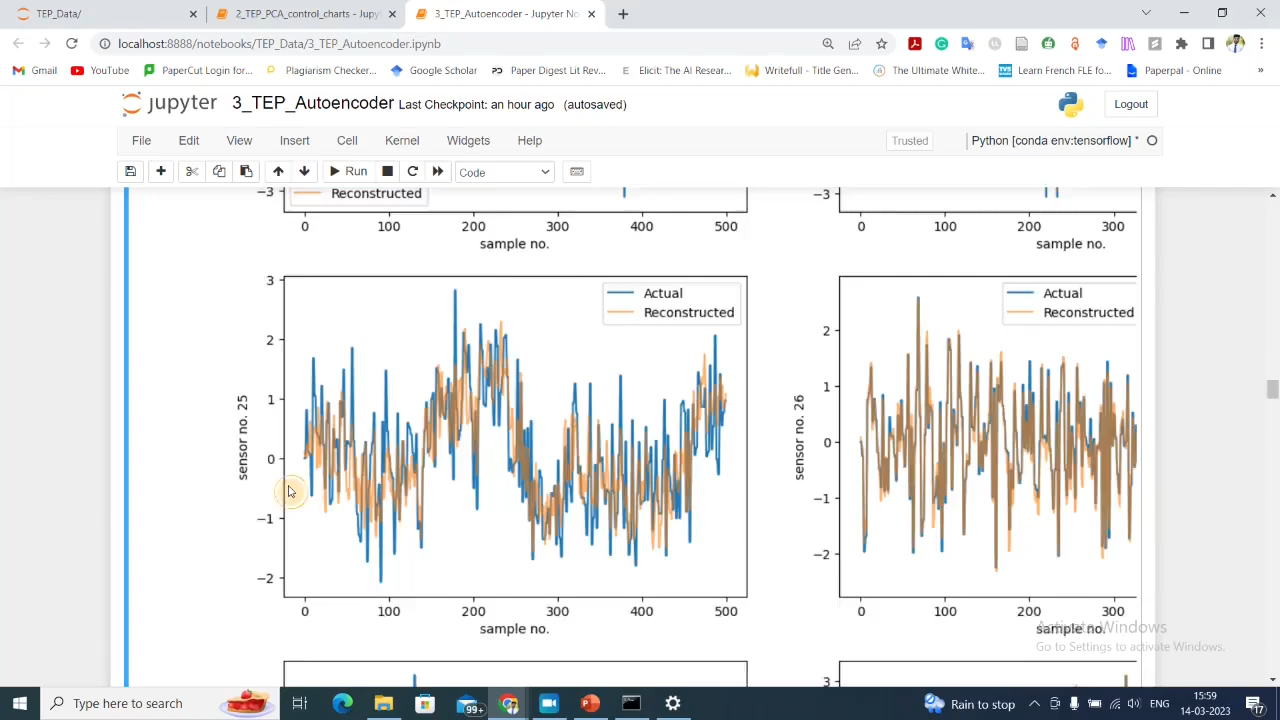 TEP_Data/
2_TEP_PCA_control_charts - Jupyt
3_TEP_Autoencoder - Jupyter No
localhost:8888/notebooks/TEP_Data/3_TEP_Autoencoder.ipynb
Gmail
YouTube
PaperCut Login for...
Plagiarism Checker...
Google Scholar
Paper Digest Lit Rev...
Elicit: The AI Resear...
Writefull - Title Gen...
The Ultimate White...
Learn French FLE fo...
Paperpal - Online
»
jupyter
3_TEP_Autoencoder Last Checkpoint: an hour ago (autosaved)
Logout
File Edit View Insert Cell Kernel Widgets Help
Trusted
Python [conda env:tensorflow] *
Run
Code
−3
Reconstructed
−3
0 100 200 300 400 500
0 100 200 300
sample no.
sample no.
3
2
1
0
−1
−2
sensor no. 25
Actual
Reconstructed
0 100 200 300 400 500
sample no.
2
1
0
−1
−2
sensor no. 26
Actual
Reconstructed
0 100 200 300
sample no.
3
Activate Windows
Go to Settings to activate Windows.
Type here to search
99+
Rain to stop
ENG
15:59
14-03-2023
17